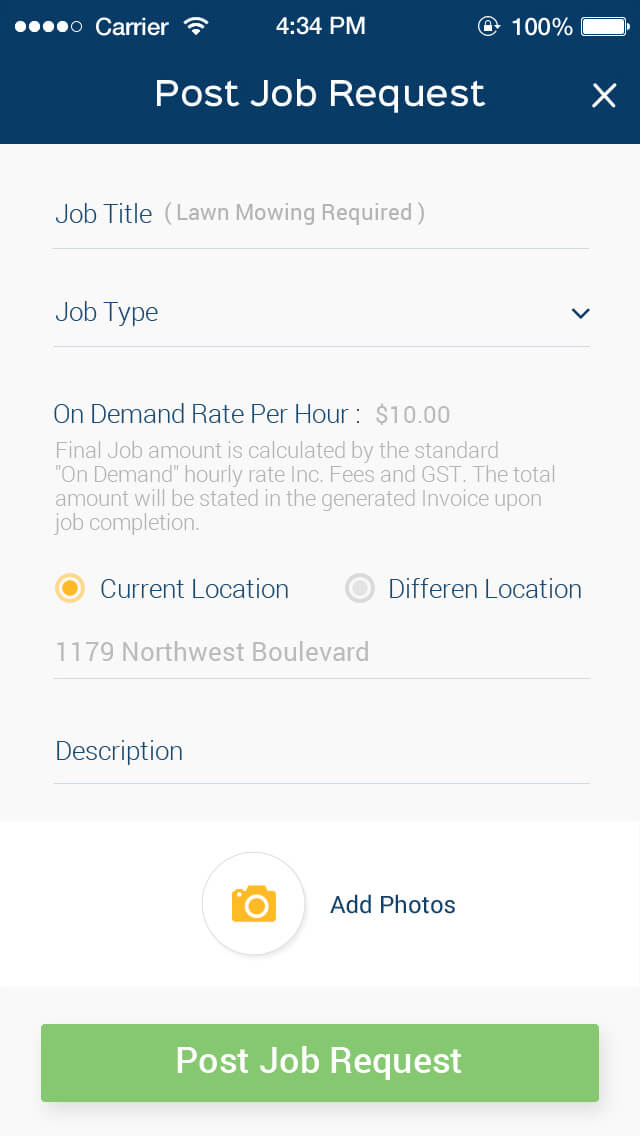 Carrier 4:34 PM 100%
Post Job Request
Job Title ( Lawn Mowing Required )
Job Type
On Demand Rate Per Hour : $10.00
Final Job amount is calculated by the standard
"On Demand" hourly rate Inc. Fees and GST. The total
amount will be stated in the generated Invoice upon
job completion.
Current Location Differen Location
1179 Northwest Boulevard
Description
Add Photos
Post Job Request